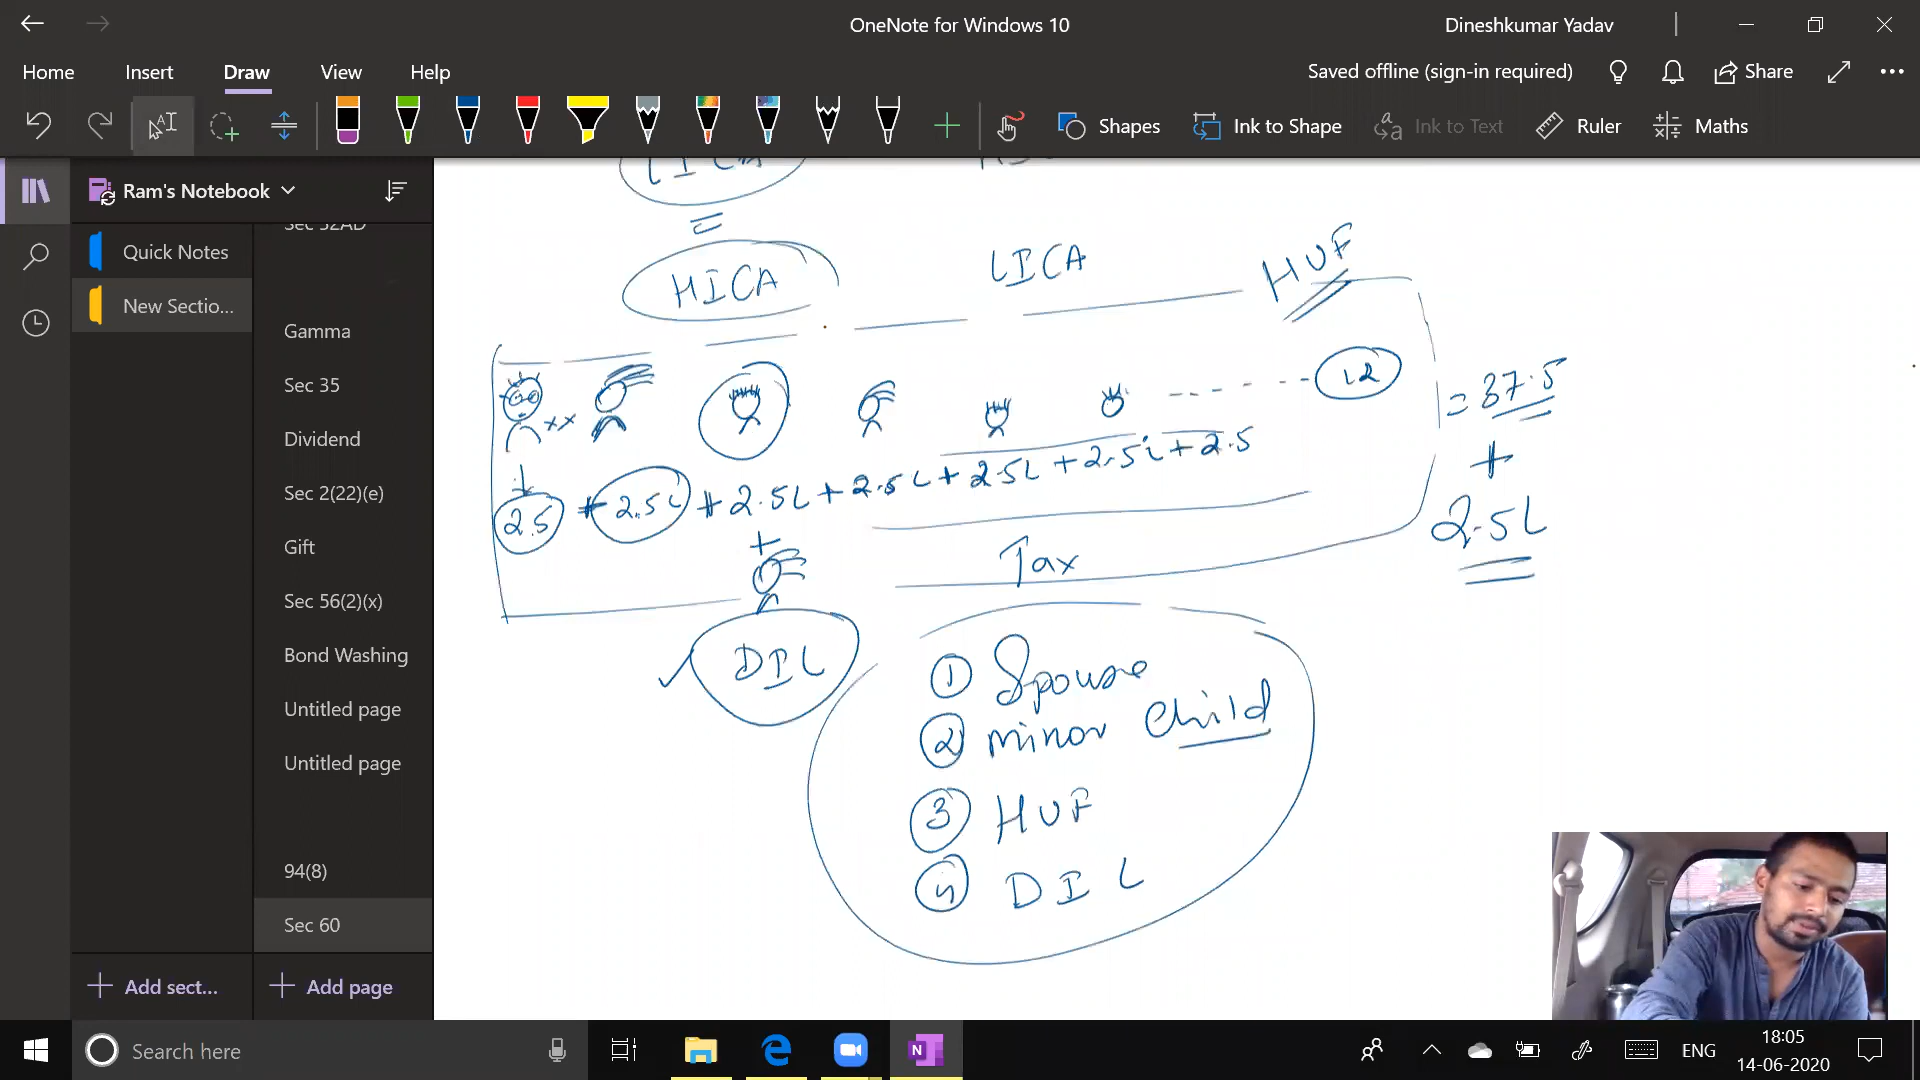 OneNote for Windows 10
Dineshkumar Yadav
Home Insert Draw View Help
Saved offline (sign-in required) Share
Shapes Ink to Shape Ink to Text Ruler Maths
Ram's Notebook
Quick Notes
New Sectio...
Sec 52AD
Gamma
Sec 35
Dividend
Sec 2(22)(e)
Gift
Sec 56(2)(x)
Bond Washing
Untitled page
Untitled page
94(8)
Sec 60
Add sect...
Add page
=
HICA LICA HUF
12
= 37.5
2.5 + 2.5L + 2.5L + 2.5L + 2.5L + 2.5L + 2.5
+
2.5L
+
Tax
DIL
1 Spouse
2 minor child
3 HUF
4 DIL
Search here
ENG
18:05
14-06-2020